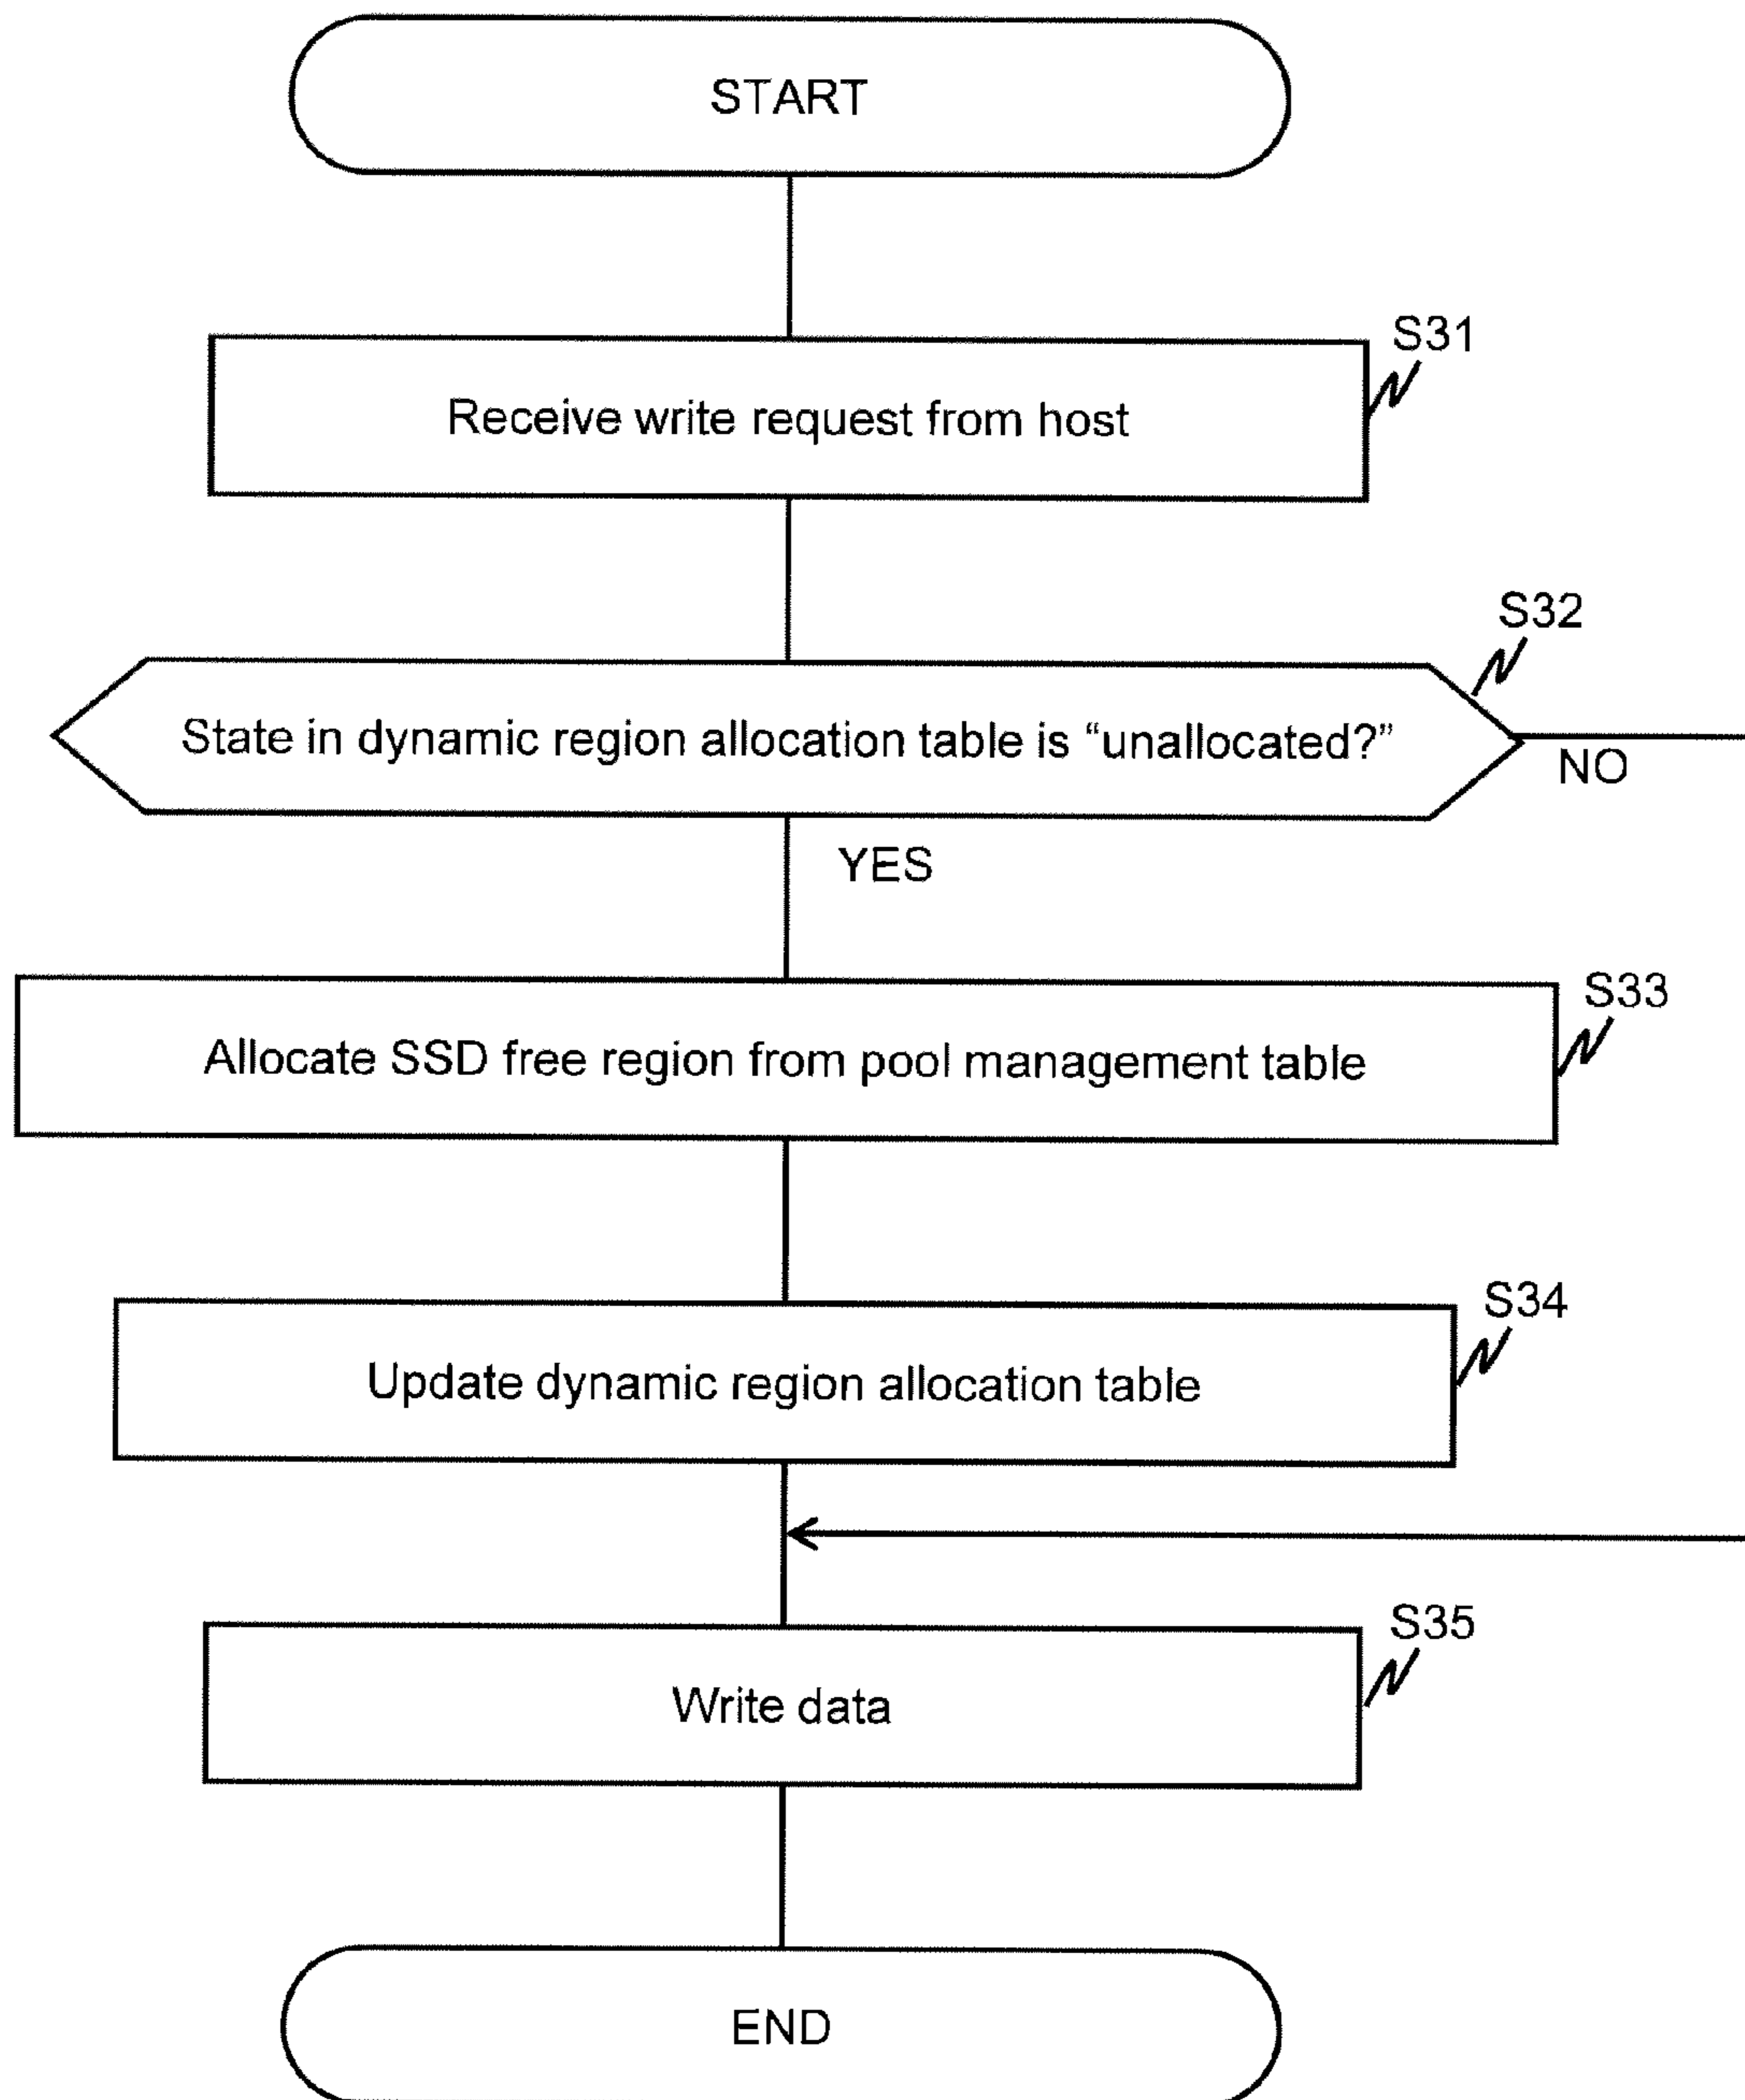 START
S31
Receive write request from host
S32
State in dynamic region allocation table is “unallocated?”
NO
YES
S33
Allocate SSD free region from pool management table
S34
Update dynamic region allocation table
S35
Write data
END